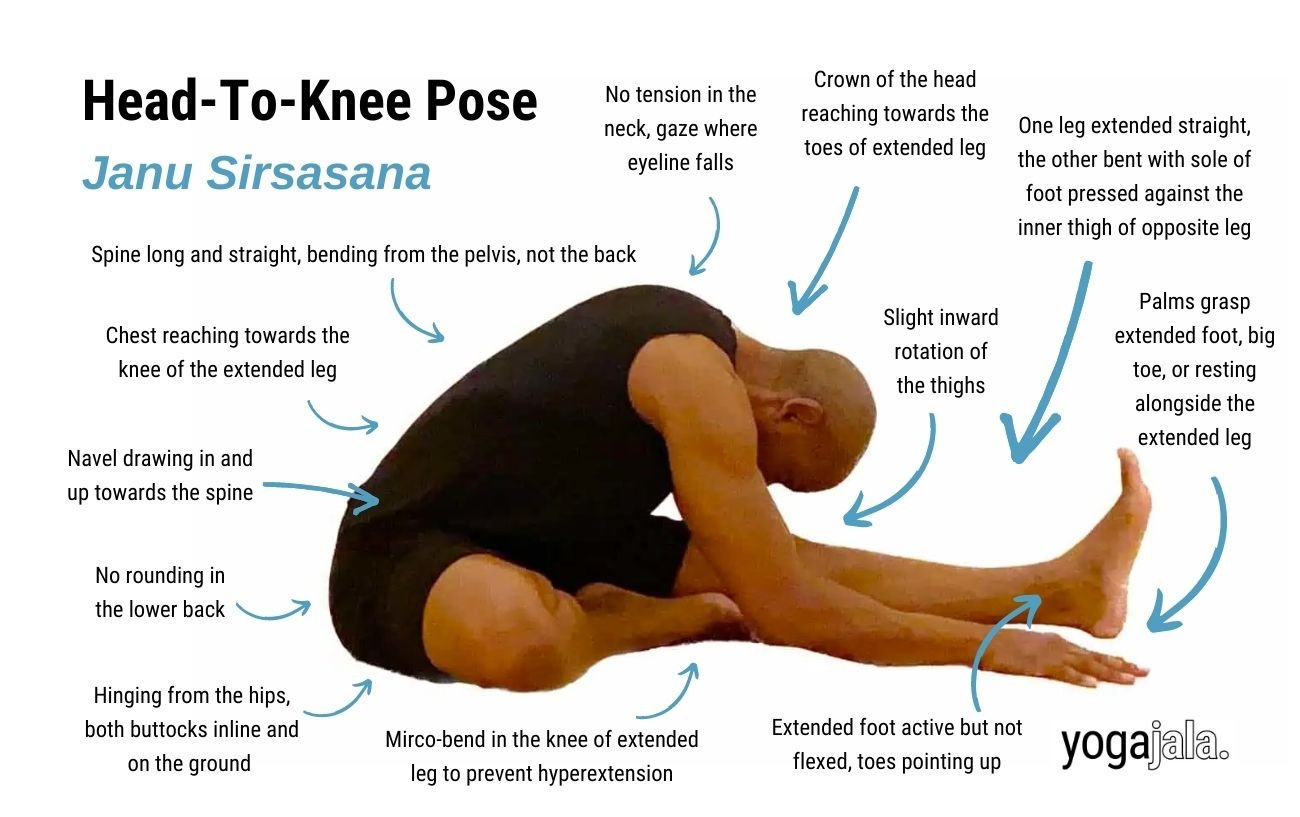 Head-To-Knee Pose
Janu Sirsasana
No tension in the
neck, gaze where
eyeline falls
Crown of the head
reaching towards the
toes of extended leg
One leg extended straight,
the other bent with sole of
foot pressed against the
inner thigh of opposite leg
Spine long and straight, bending from the pelvis, not the back
Chest reaching towards the
knee of the extended leg
Slight inward
rotation of
the thighs
Palms grasp
extended foot, big
toe, or resting
alongside the
extended leg
Navel drawing in and
up towards the spine
No rounding in
the lower back
Hinging from the hips,
both buttocks inline and
on the ground
Mirco-bend in the knee of extended
leg to prevent hyperextension
Extended foot active but not
flexed, toes pointing up
yogajala.